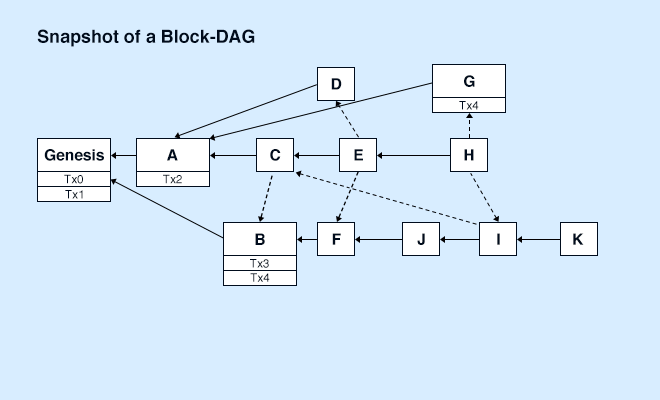 Snapshot of a Block-DAG
D
G
Tx4
Genesis
Tx0
Tx1
A
Tx2
C
E
H
B
Tx3
Tx4
F
J
I
K